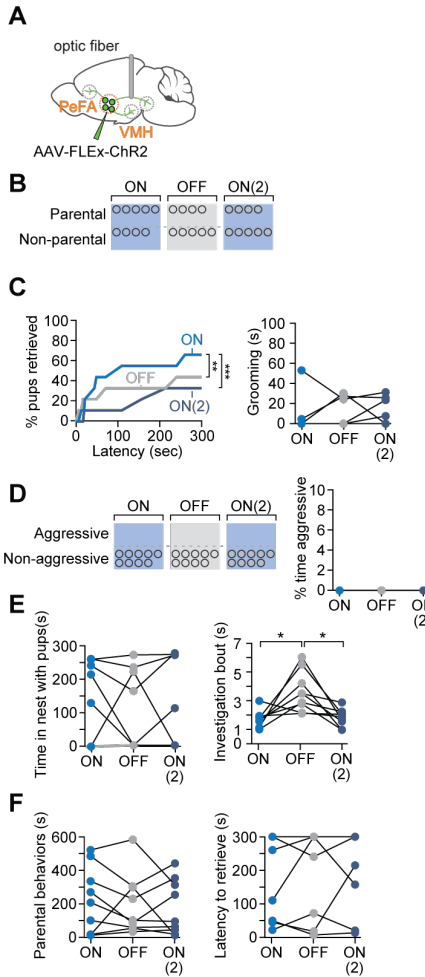 A
optic fiber
PeFA
VMH
AAV-FLEx-ChR2
B
ON OFF ON(2)
Parental
Non-parental
C
% pups retrieved
100
80
60
40
20
0
ON
OFF
ON(2)
**
***
0 100 200 300
Latency (sec)
Grooming (s)
100
80
60
40
20
0
ON OFF ON
(2)
D
ON OFF ON(2)
Aggressive
Non-aggressive
% time aggressive
10
8
6
4
2
0
ON OFF ON
(2)
E
Time in nest with pups(s)
300
200
100
0
ON OFF ON
(2)
Investigation bout (s)
7
6
5
4
3
2
1
0
* *
ON OFF ON
(2)
F
Parental behaviors (s)
600
400
200
0
ON OFF ON
(2)
Latency to retrieve (s)
300
200
100
0
ON OFF ON
(2)